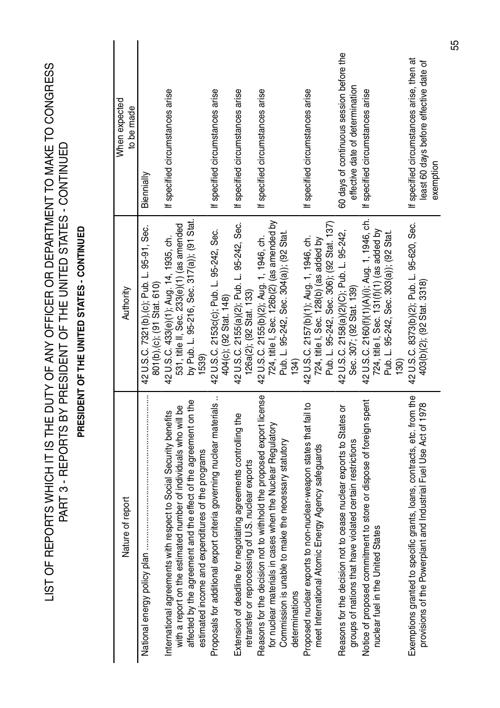 LIST OF REPORTS WHICH IT IS THE DUTY OF ANY OFFICER OR DEPARTMENT TO MAKE TO CONGRESS
PART 3 - REPORTS BY PRESIDENT OF THE UNITED STATES - CONTINUED
PRESIDENT OF THE UNITED STATES - CONTINUED
Nature of report
Authority
When expected
to be made
National energy policy plan
42 U.S.C. 7321(b),(c); Pub. L. 95-91, Sec.
801(b),(c); (91 Stat. 610)
Biennially
International agreements with respect to Social Security benefits
with a report on the estimated number of individuals who will be
affected by the agreement and the effect of the agreement on the
estimated income and expenditures of the programs
42 U.S.C. 433(e)(1); Aug. 14, 1935, ch.
531, title II, Sec. 233(e)(1) (as amended
by Pub. L. 95-216, Sec. 317(a)); (91 Stat.
1539)
If specified circumstances arise
Proposals for additional export criteria governing nuclear materials ..
42 U.S.C. 2153c(c); Pub. L. 95-242, Sec.
404(c); (92 Stat. 148)
If specified circumstances arise
Extension of deadline for negotiating agreements controlling the
retransfer or reprocessing of U.S. nuclear exports
42 U.S.C. 2155(a)(2); Pub. L. 95-242, Sec.
126a(2); (92 Stat. 133)
If specified circumstances arise
Reasons for the decision not to withhold the proposed export license
for nuclear materials in cases when the Nuclear Regulatory
Commission is unable to make the necessary statutory
determinations
42 U.S.C. 2155(b)(2); Aug. 1, 1946, ch.
724, title I, Sec. 126b(2) (as amended by
Pub. L. 95-242, Sec. 304(a)); (92 Stat.
134)
If specified circumstances arise
Proposed nuclear exports to non-nuclear-weapon states that fail to
meet International Atomic Energy Agency safeguards
42 U.S.C. 2157(b)(1); Aug. 1, 1946, ch.
724, title I, Sec. 128(b) (as added by
Pub. L. 95-242, Sec. 306); (92 Stat. 137)
If specified circumstances arise
Reasons for the decision not to cease nuclear exports to States or
groups of nations that have violated certain restrictions
42 U.S.C. 2158(a)(2)(C); Pub. L. 95-242,
Sec. 307; (92 Stat. 139)
60 days of continuous session before the
effective date of determination
Notice of proposed commitment to store or dispose of foreign spent
nuclear fuel in the United States
42 U.S.C. 2160(f)(1)(A)(i); Aug. 1, 1946, ch.
724, title I, Sec. 131(f)(1) (as added by
Pub. L. 95-242, Sec. 303(a)); (92 Stat.
130)
If specified circumstances arise
Exemptions granted to specific grants, loans, contracts, etc. from the
provisions of the Powerplant and Industrial Fuel Use Act of 1978
42 U.S.C. 8373(b)(2); Pub. L. 95-620, Sec.
403(b)(2); (92 Stat. 3318)
If specified circumstances arise, then at
least 60 days before effective date of
exemption
55